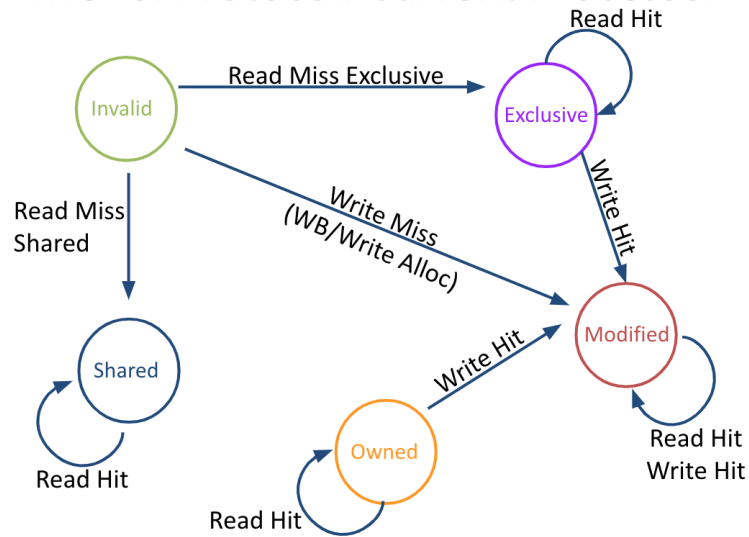 Read Hit
Read Miss Exclusive
Invalid
Exclusive
Write Miss
(WB/Write Alloc)
Write Hit
Read Miss
Shared
Modified
Write Hit
Shared
Read Hit
Write Hit
Owned
Read Hit
Read Hit